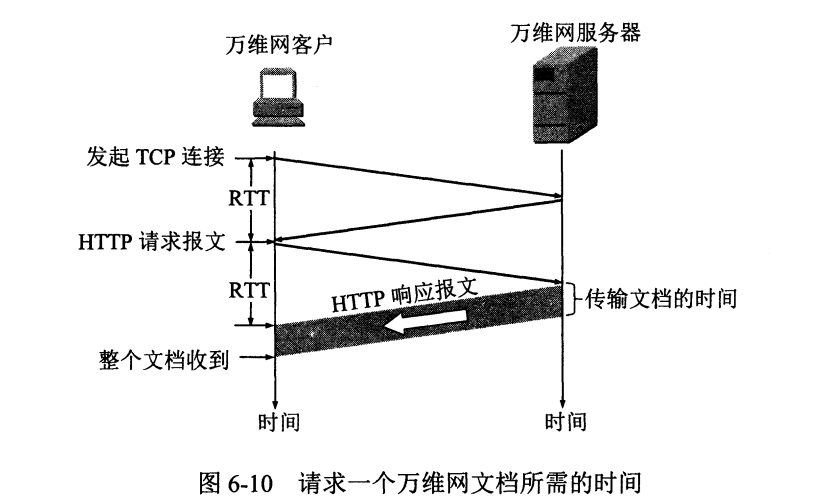 万维网客户
万维网服务器
发起 TCP 连接
RTT
HTTP 请求报文
RTT
HTTP 响应报文
传输文档的时间
整个文档收到
时间
时间
图 6-10 请求一个万维网文档所需的时间